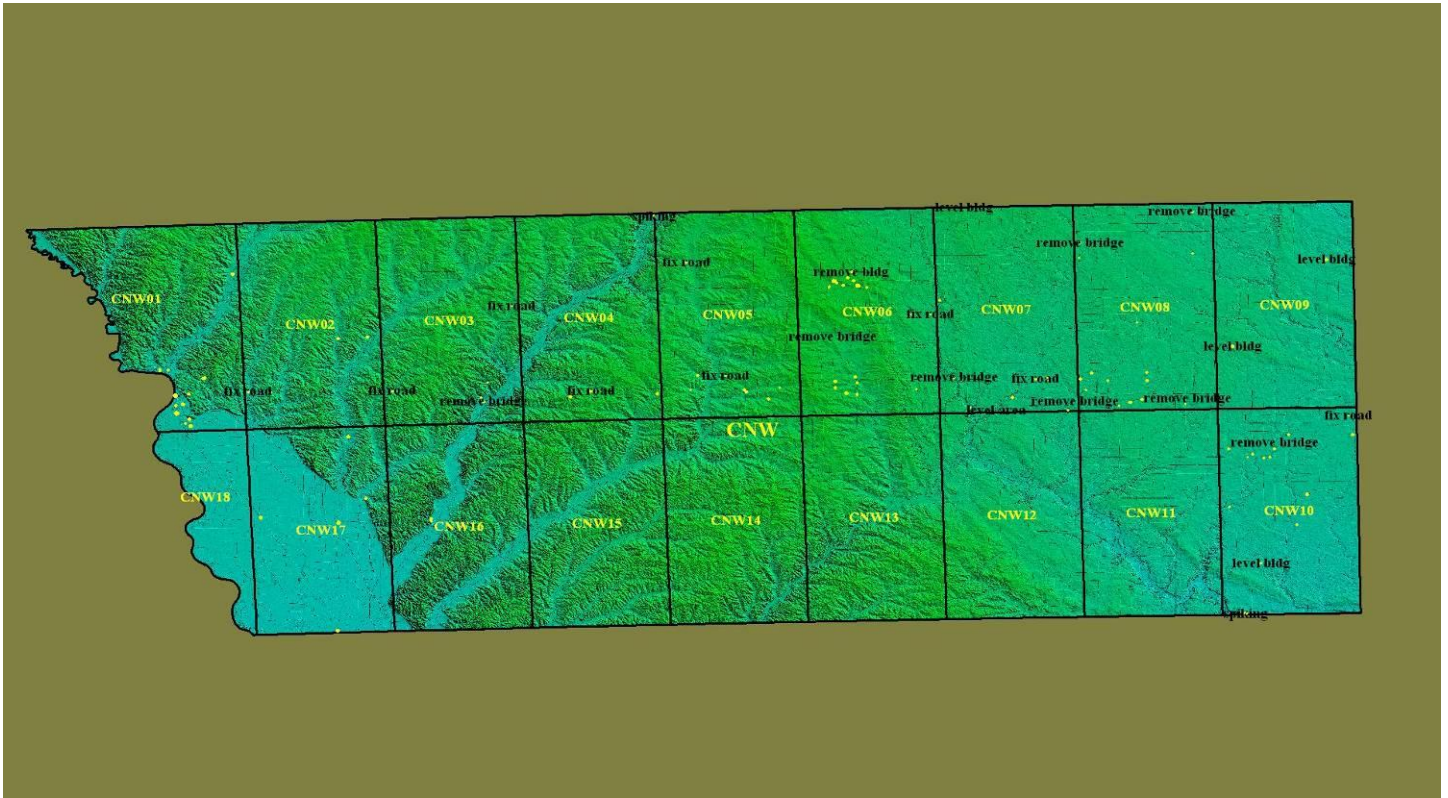 level bldg
remove bridge
spiking
remove bridge
fix road
level bldg
remove bldg
CNW01
CNW02
CNW03
fix road
CNW04
CNW05
CNW06
fix road
CNW07
CNW08
CNW09
remove bridge
level bldg
fix road
fix road
remove bridge
fix road
fix road
remove bridge
fix road
level area
remove bridge
remove bridge
fix road
CNW
remove bridge
CNW18
CNW17
CNW16
CNW15
CNW14
CNW13
CNW12
CNW11
CNW10
level bldg
spiking